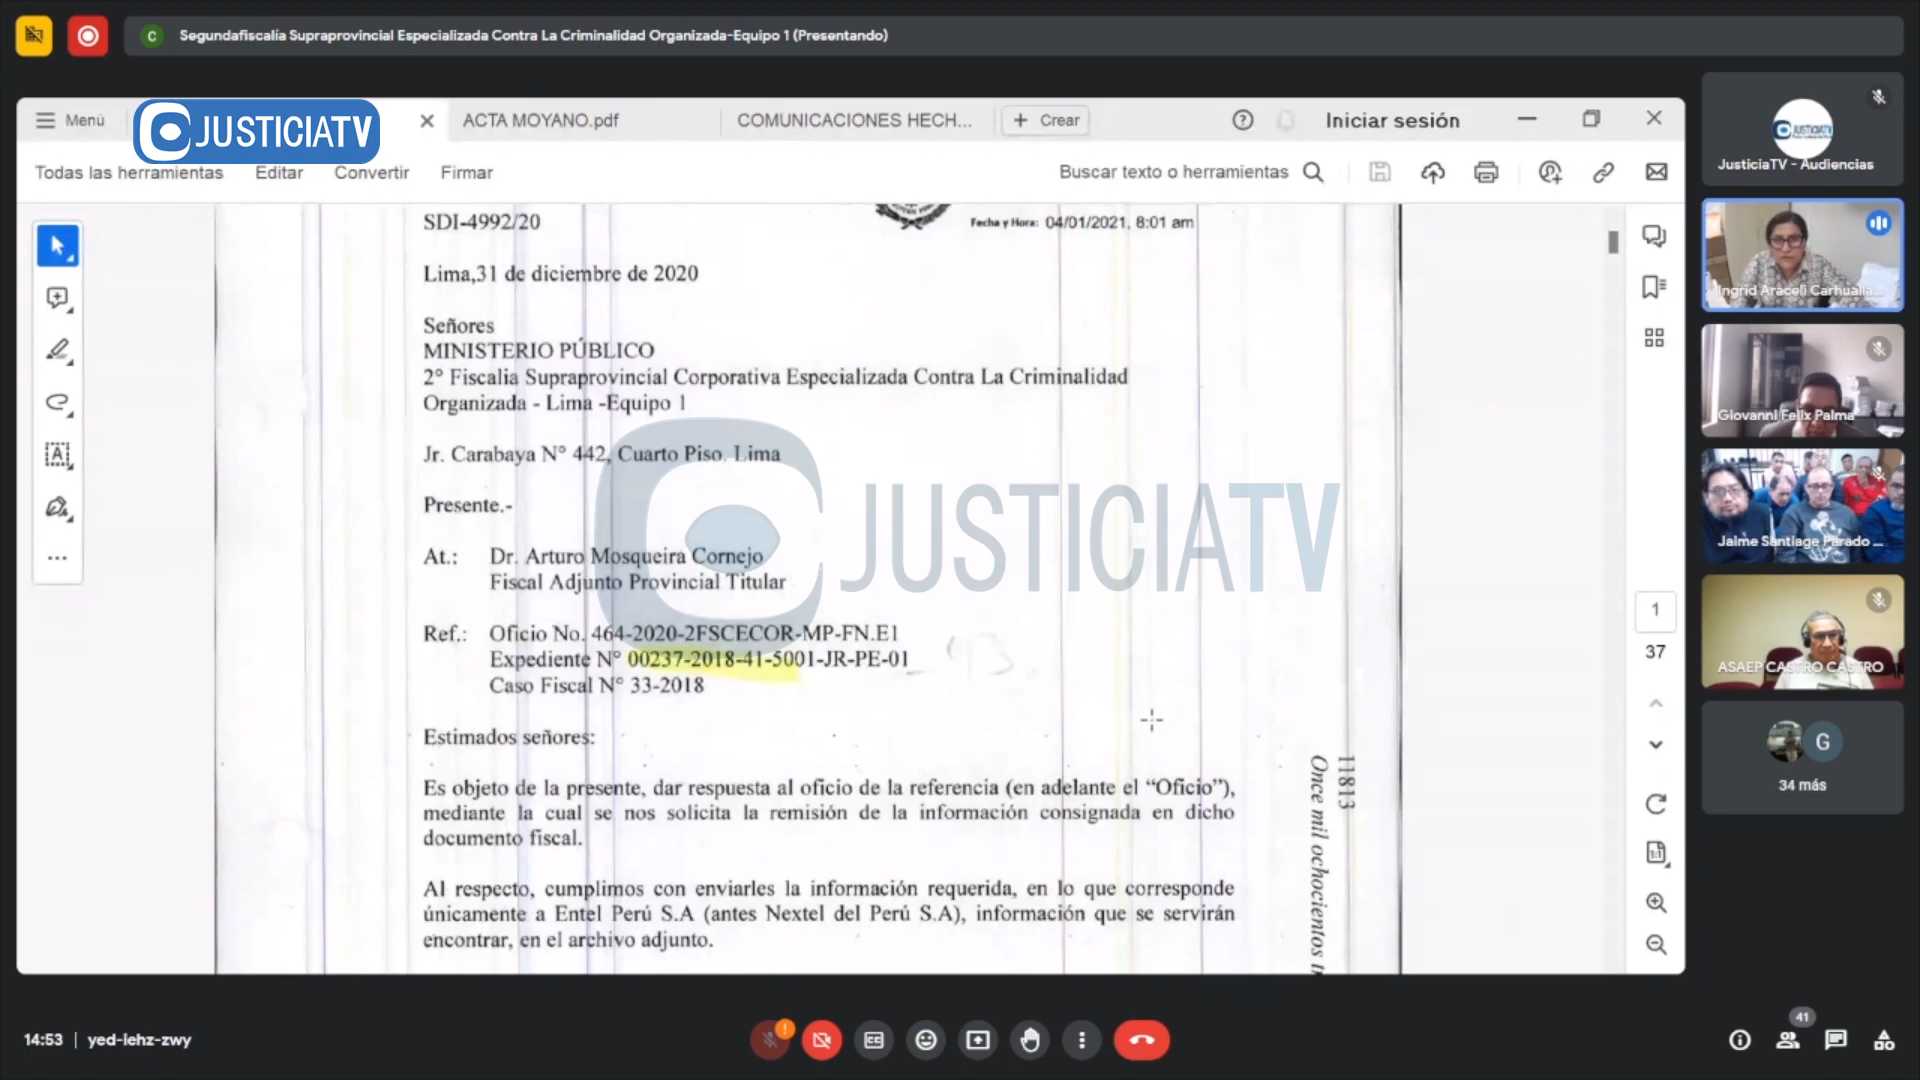 C Segundafiscalía Supraprovincial Especializada Contra La Criminalidad Organizada-Equipo 1 (Presentando)
Menú
JUSTICIATV
ACTA MOYANO.pdf
COMUNICACIONES HECH...
Crear
Iniciar sesión
Todas las herramientas
Editar
Convertir
Firmar
Buscar texto o herramientas
SDI-4992/20
Fecha y Hora: 04/01/2021, 8:01 am
Lima,31 de diciembre de 2020
Señores
MINISTERIO PÚBLICO
2° Fiscalia Supraprovincial Corporativa Especializada Contra La Criminalidad
Organizada - Lima -Equipo 1
Jr. Carabaya N° 442, Cuarto Piso. Lima
Presente.-
At.: Dr. Arturo Mosqueira Cornejo
Fiscal Adjunto Provincial Titular
Ref.: Oficio No. 464-2020-2FSCECOR-MP-FN.E1
Expediente N° 00237-2018-41-5001-JR-PE-01
Caso Fiscal N° 33-2018
Estimados señores:
Es objeto de la presente, dar respuesta al oficio de la referencia (en adelante el “Oficio”),
mediante la cual se nos solicita la remisión de la información consignada en dicho
documento fiscal.
Al respecto, cumplimos con enviarles la información requerida, en lo que corresponde
únicamente a Entel Perú S.A (antes Nextel del Perú S.A), información que se servirán
encontrar, en el archivo adjunto.
11813
Once mil ochocientos
JUSTICIATV
1
37
JUSTICIATV
JusticiaTV - Audiencias
Ingrid Araceli Carhualla...
Giovanni Felix Palma
Jaime Santiage Parado ...
ASAEP CASTRO CASTRO
G
34 más
14:53 | yed-iehz-zwy
41